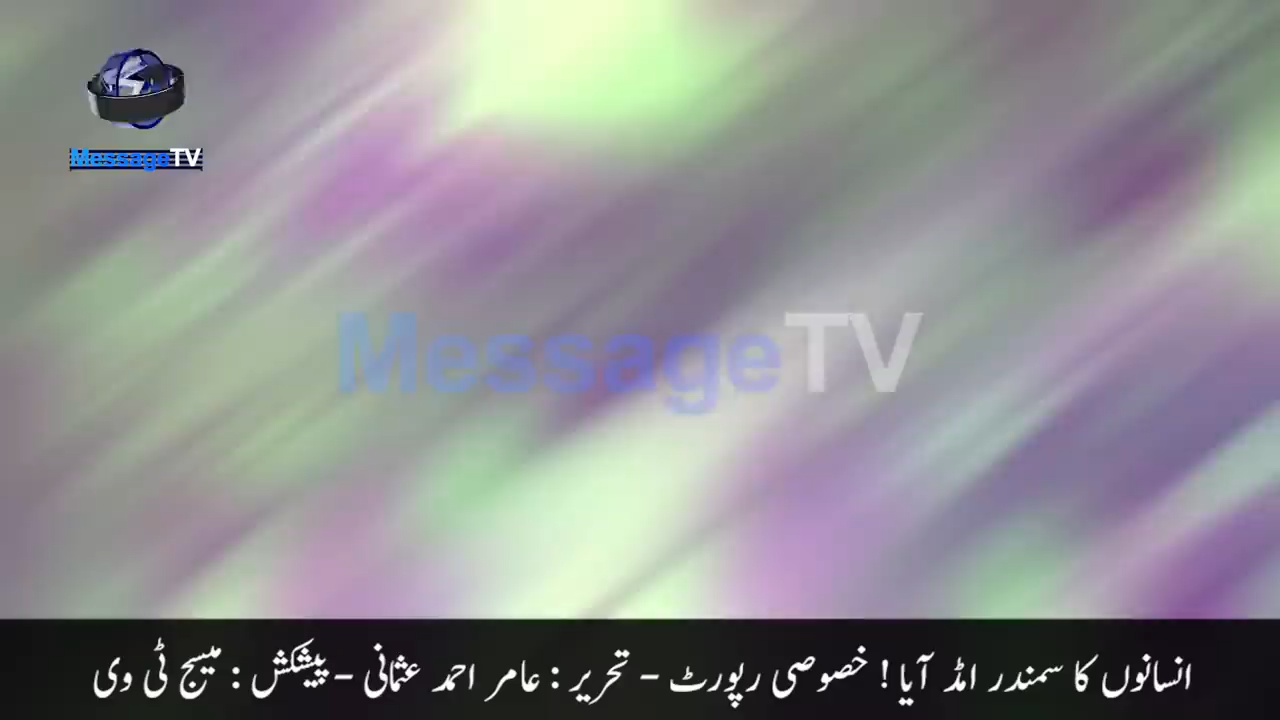 MessageTV
MessageTV
انسانوں کا سمندر امڈ آیا ! خصوصی رپورٹ - تحریر : عامر احمد عثمانی - پیشکش : میسج ٹی وی